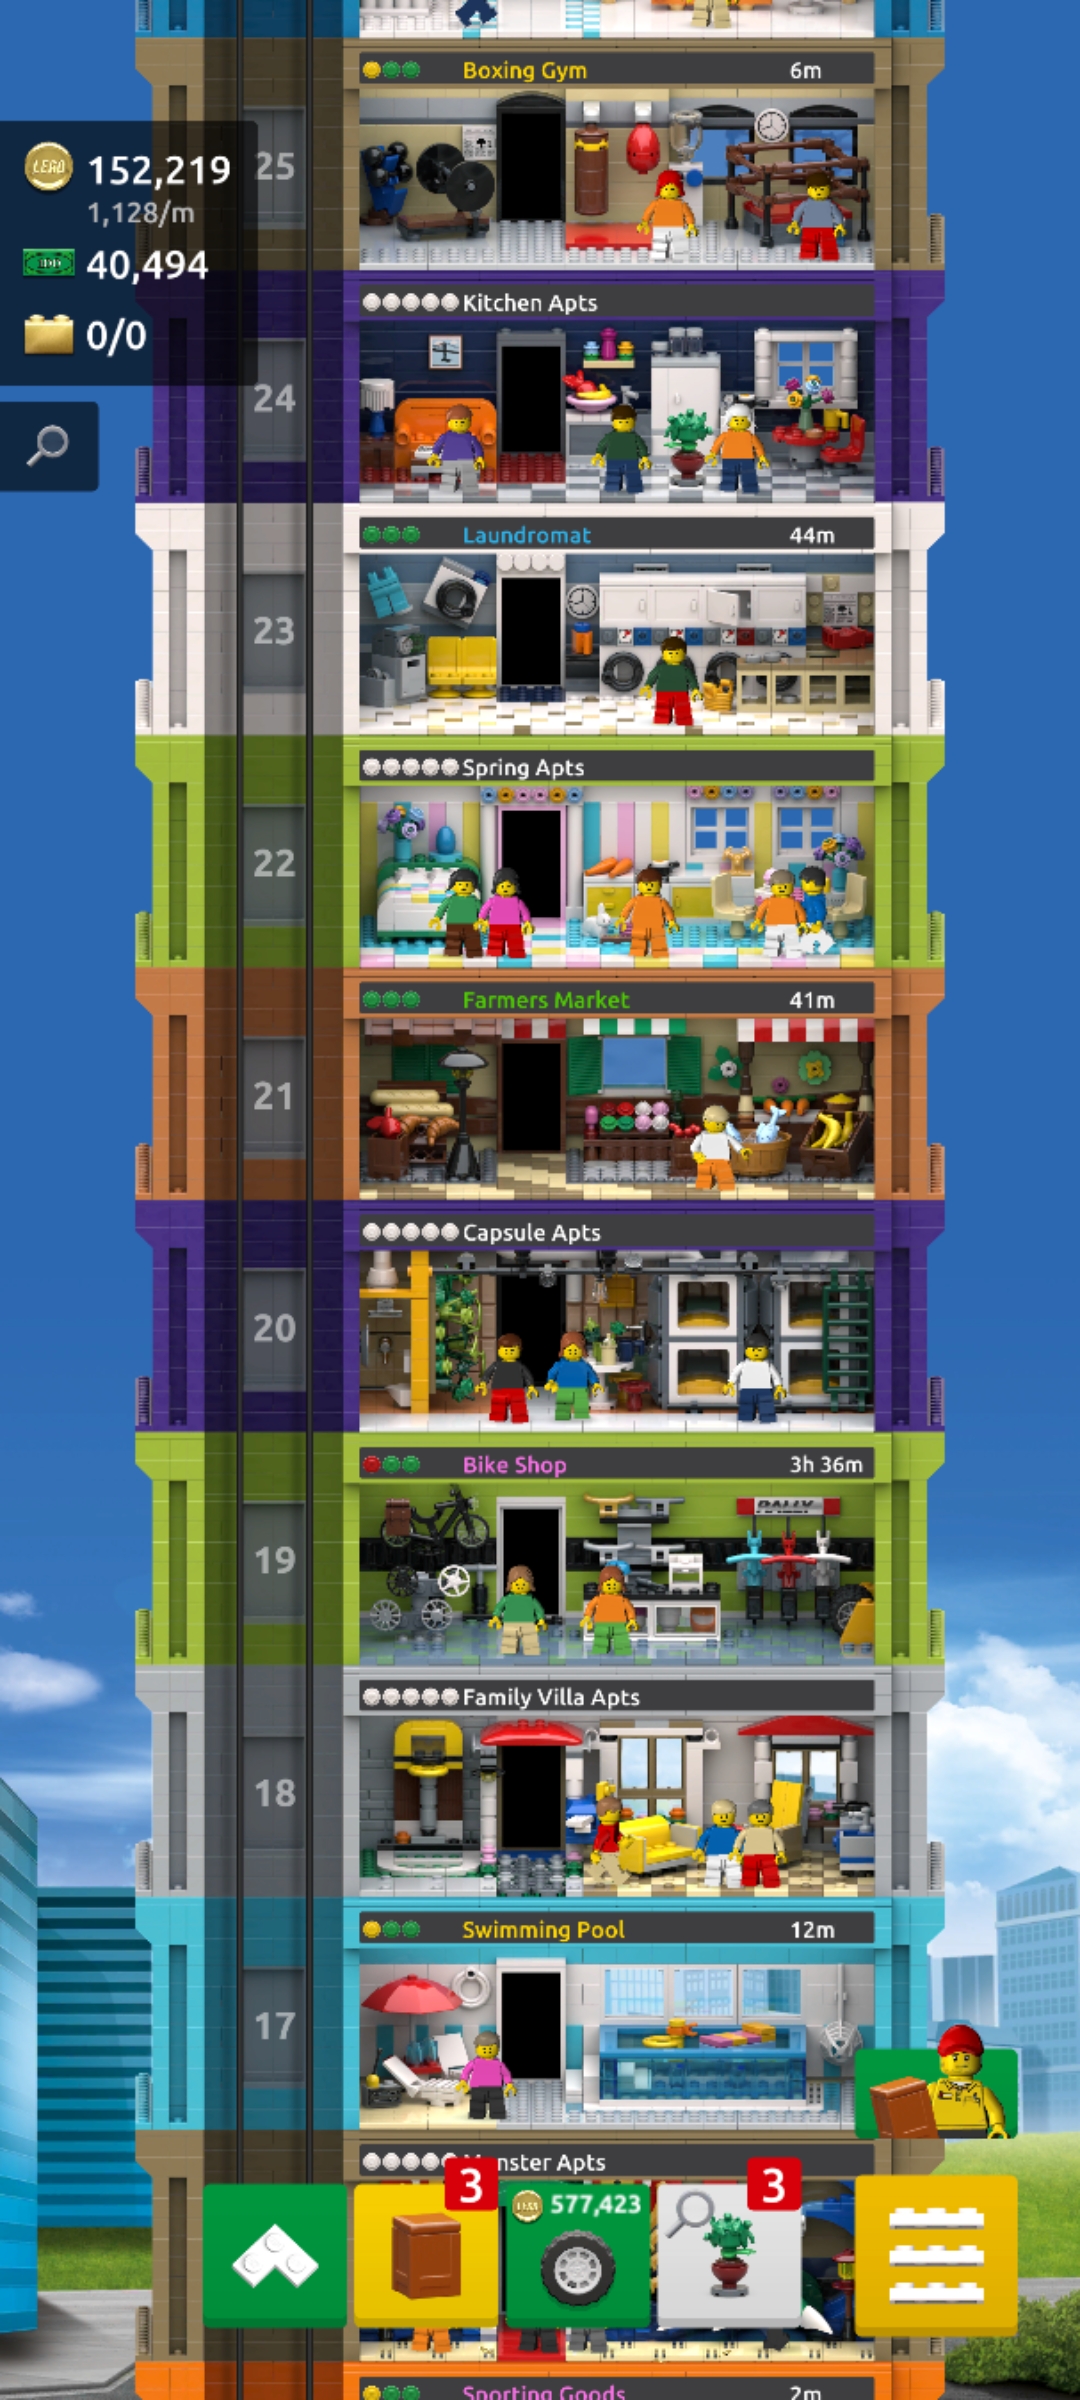 Boxing Gym 6m
25
LEGO 152,219
1,128/m
40,494
0/0
Kitchen Apts
24
Laundromat 44m
23
Spring Apts
22
Farmers Market 41m
21
Capsule Apts
20
Bike Shop 3h 36m
RALLY
19
Family Villa Apts
18
Swimming Pool 12m
17
nster Apts
3
577,423
3
Sporting Goods 2m